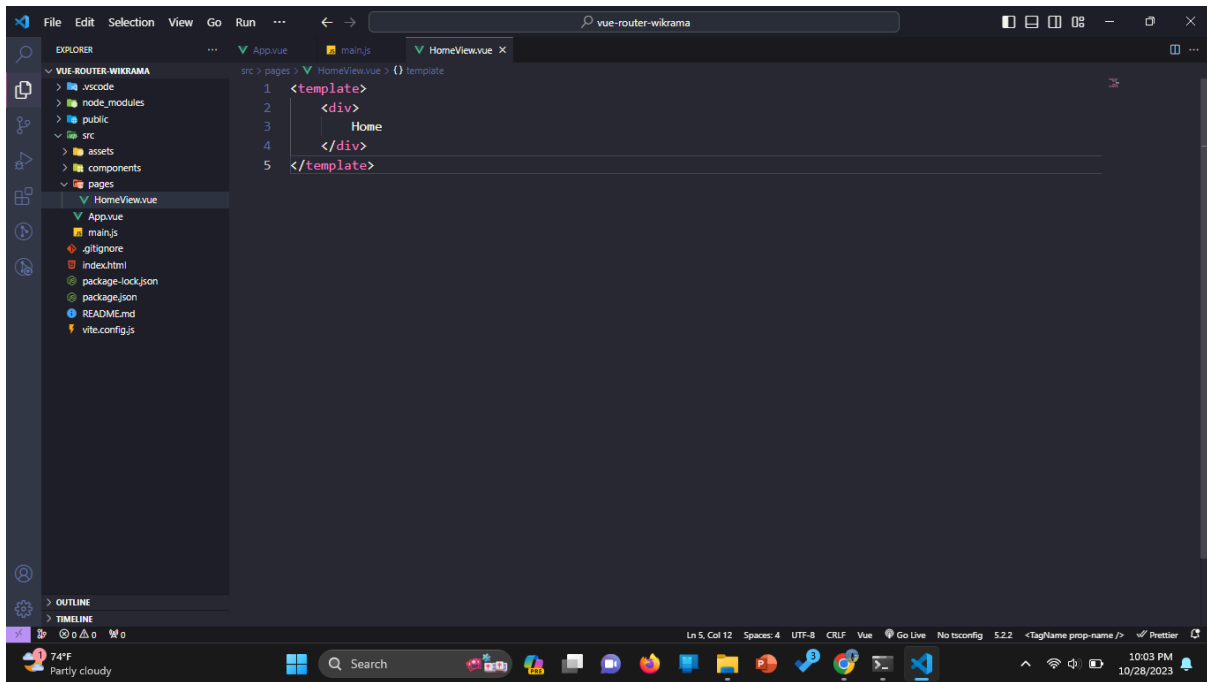 File Edit Selection View Go Run ··· vue-router-wikrama
EXPLORER ··· App.vue main.js HomeView.vue
VUE-ROUTER-WIKRAMA
.vscode
node_modules
public
src
assets
components
pages
HomeView.vue
App.vue
main.js
.gitignore
index.html
package-lock.json
package.json
README.md
vite.config.js
OUTLINE
TIMELINE
src > pages > HomeView.vue > {} template
1 <template>
2 <div>
3 Home
4 </div>
5 </template>
0 0 0 Ln 5, Col 12 Spaces: 4 UTF-8 CRLF Vue Go Live No tsconfig 5.2.2 <TagName prop-name /> Prettier
1 74°F
Partly cloudy
Search
PRE
3
10:03 PM
10/28/2023